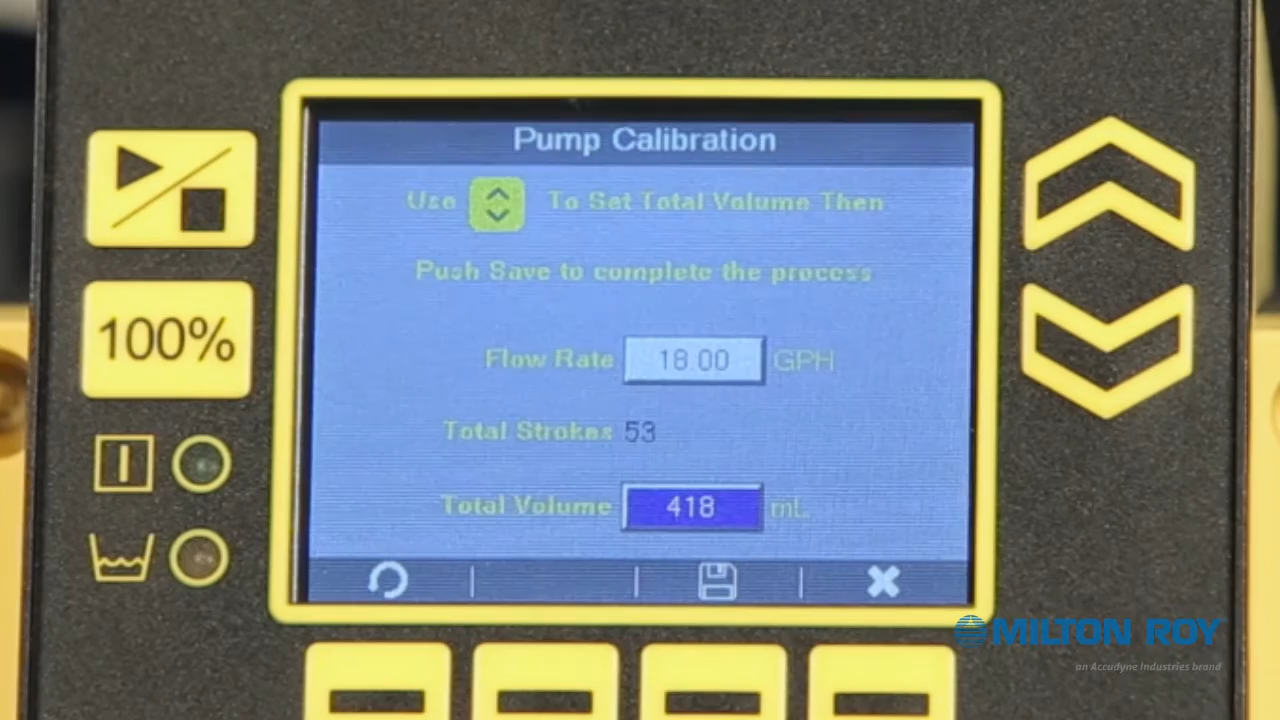 Pump Calibration
Use To Set Total Volume Then
Push Save to complete the process
100%
Flow Rate 18.00 GPH
Total Strokes 53
Total Volume 418 mL
MILTON ROY
an Accudyne Industries brand